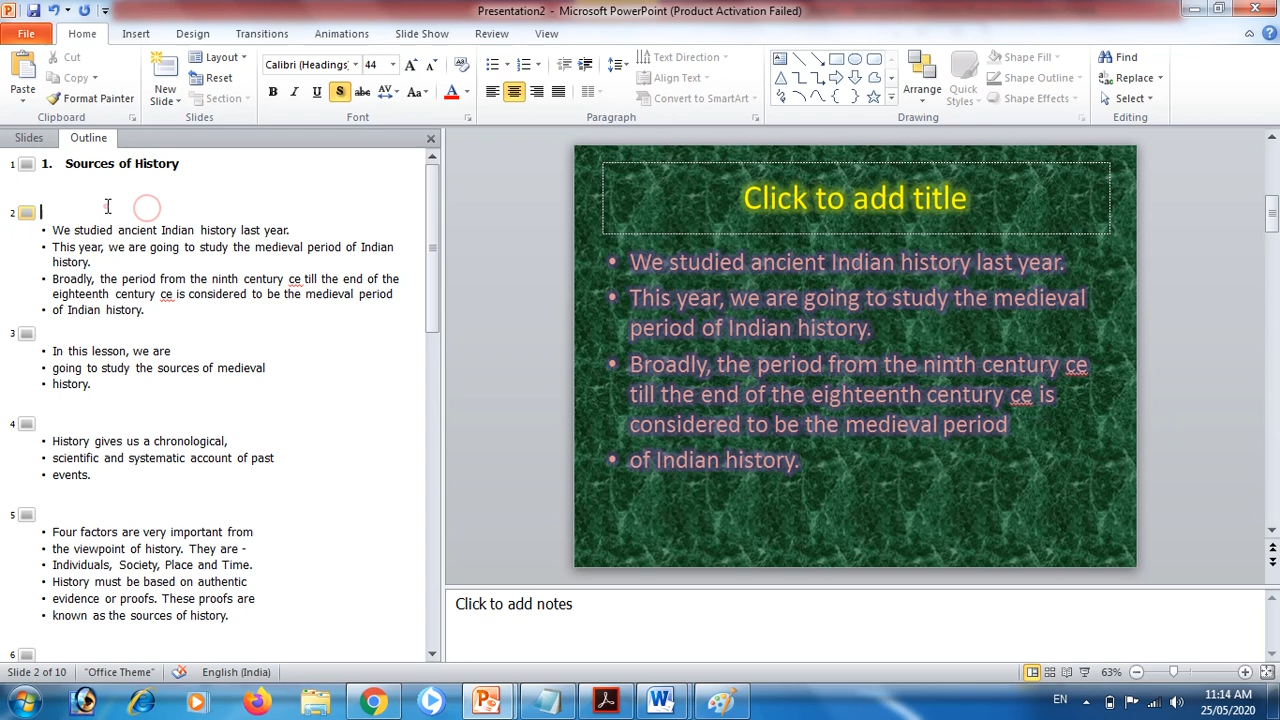 Presentation2 - Microsoft PowerPoint (Product Activation Failed)
File Home Insert Design Transitions Animations Slide Show Review View
Cut
Copy
Format Painter
Paste
Clipboard
New
Slide
Layout
Reset
Section
Slides
Calibri (Headings 44
B I U S abc AV Aa A
Font
Text Direction
Align Text
Convert to SmartArt
Paragraph
Arrange
Quick
Styles
Shape Fill
Shape Outline
Shape Effects
Drawing
Find
Replace
Select
Editing
Slides Outline
1 1. Sources of History
2
• We studied ancient Indian history last year.
• This year, we are going to study the medieval period of Indian
history.
• Broadly, the period from the ninth century ce till the end of the
eighteenth century ce is considered to be the medieval period
• of Indian history.
3
• In this lesson, we are
• going to study the sources of medieval
• history.
4
• History gives us a chronological,
• scientific and systematic account of past
• events.
5
• Four factors are very important from
• the viewpoint of history. They are -
• Individuals, Society, Place and Time.
• History must be based on authentic
• evidence or proofs. These proofs are
• known as the sources of history.
6
Click to add title
• We studied ancient Indian history last year.
• This year, we are going to study the medieval
period of Indian history.
• Broadly, the period from the ninth century ce
till the end of the eighteenth century ce is
considered to be the medieval period
• of Indian history.
Click to add notes
Slide 2 of 10 "Office Theme" English (India) 63%
EN 11:14 AM
25/05/2020